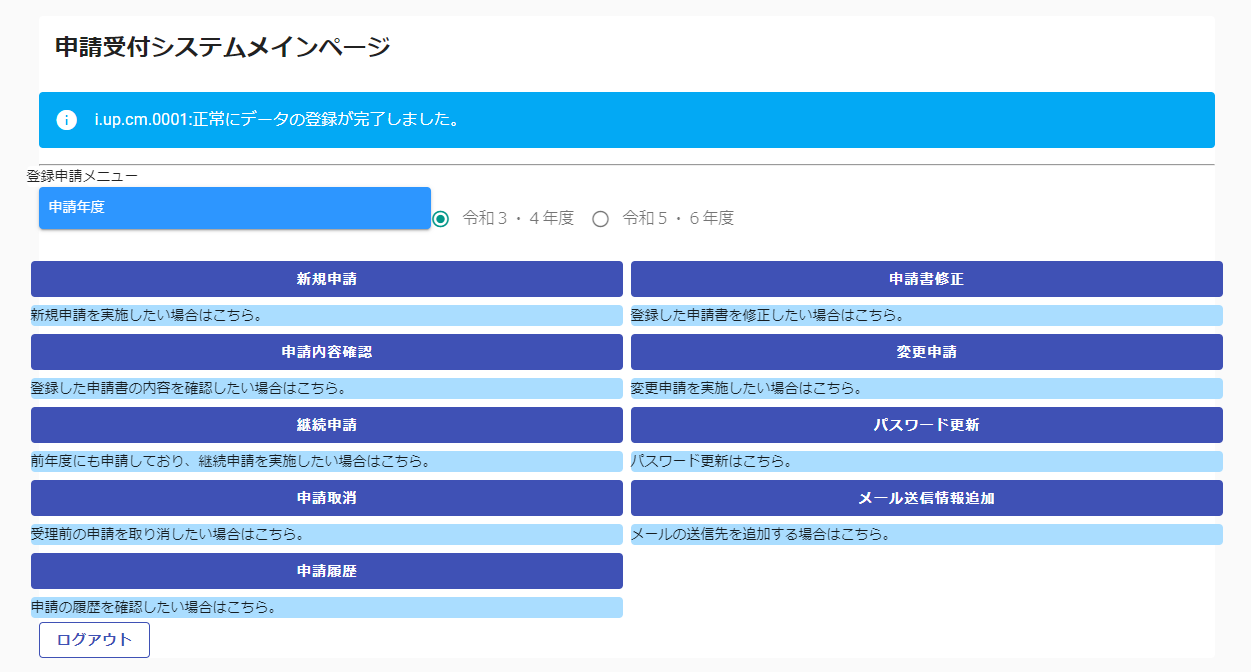 申請受付システムメインページ
i.up.cm.0001:正常にデータの登録が完了しました。
登録申請メニュー
申請年度
令和３・４年度 令和５・６年度
新規申請 申請書修正
新規申請を実施したい場合はこちら。 登録した申請書を修正したい場合はこちら。
申請内容確認 変更申請
登録した申請書の内容を確認したい場合はこちら。 変更申請を実施したい場合はこちら。
継続申請 パスワード更新
前年度にも申請しており、継続申請を実施したい場合はこちら。 パスワード更新はこちら。
申請取消 メール送信情報追加
受理前の申請を取り消したい場合はこちら。 メールの送信先を追加する場合はこちら。
申請履歴
申請の履歴を確認したい場合はこちら。
ログアウト